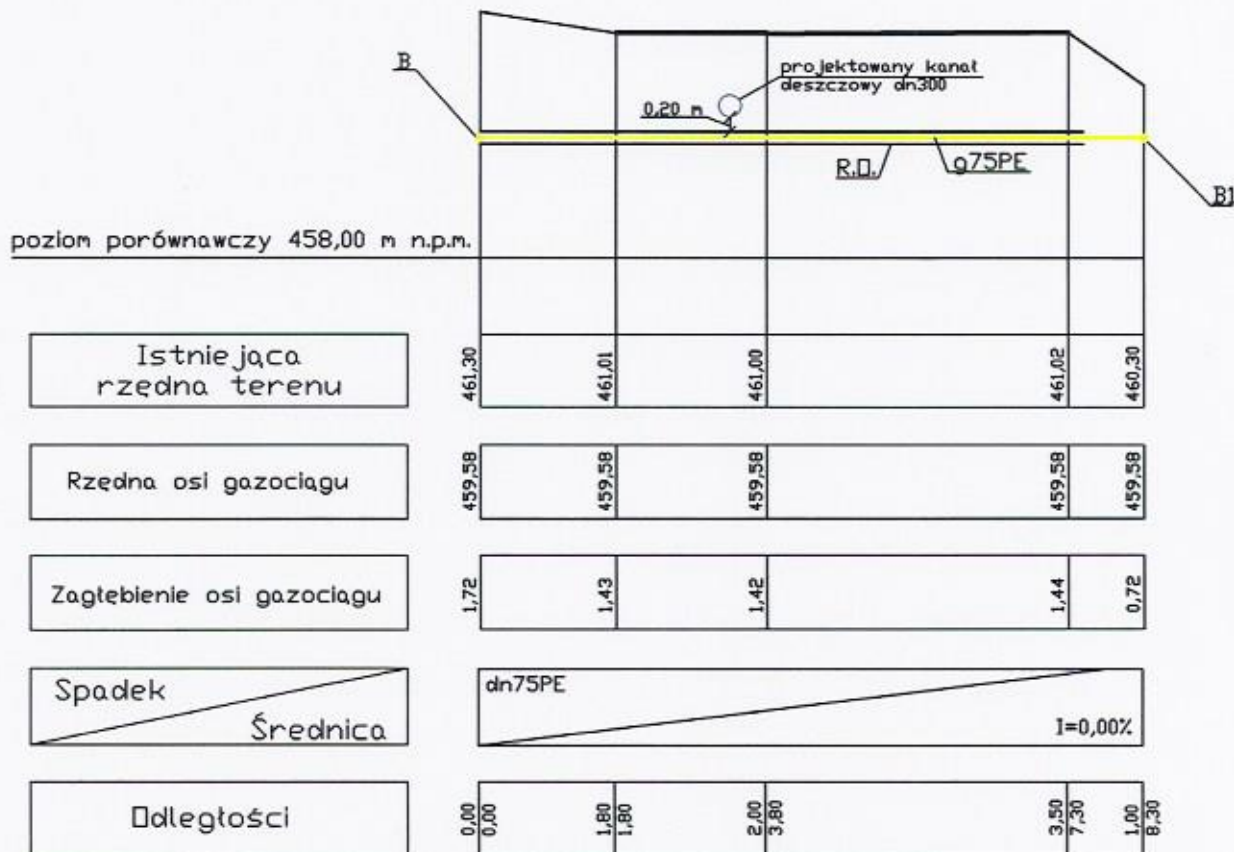 B
projektowany kanał
deszczowy dn300
0,20 m
R.O.
g75PE
B1
poziom porównawczy 458,00 m n.p.m.
Istniejąca
rzędna terenu
461,30
461,01
461,00
461,02
460,30
Rzędna osi gazociągu
459,58
459,58
459,58
459,58
459,58
Zagłębienie osi gazociągu
1,72
1,43
1,42
1,44
0,72
Spadek
Średnica
dn75PE
I=0,00%
Odległości
0,00
0,00
1,80
1,80
2,00
3,80
3,50
7,30
1,00
8,30